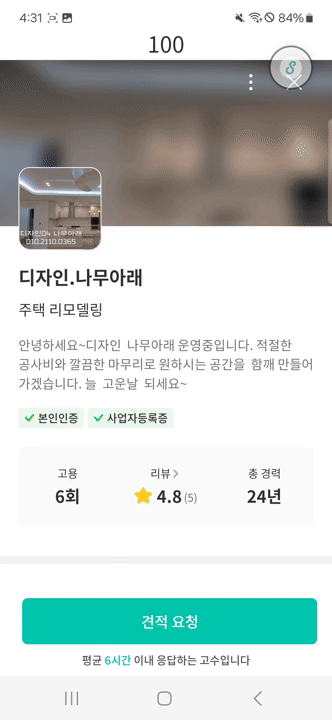 4:31 84%
100
디자인04 나무아래
010.2110.0365
디자인.나무아래
주택 리모델링
안녕하세요~디자인 나무아래 운영중입니다. 적절한
공사비와 깔끔한 마무리로 원하시는 공간을 함깨 만들어
가겠습니다. 늘 고운날 되세요~
본인인증 사업자등록증
고용 리뷰 총 경력
6회 4.8 (5) 24년
견적 요청
평균 6시간 이내 응답하는 고수입니다